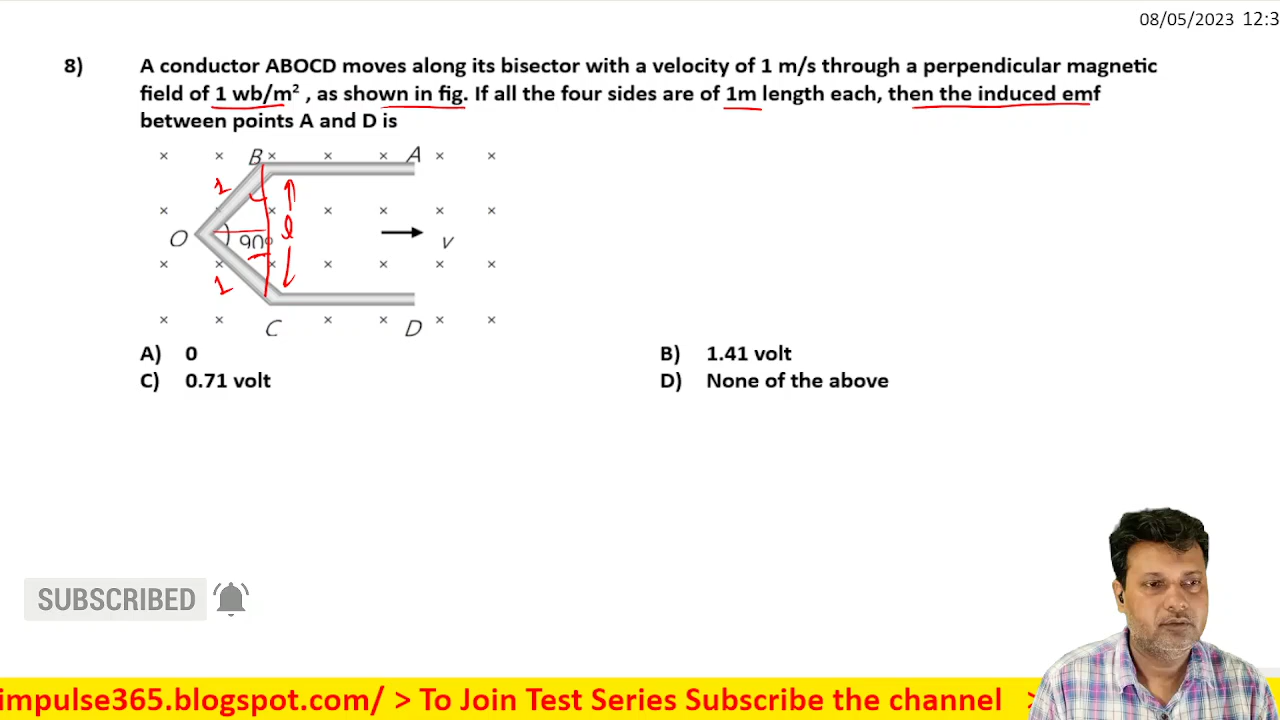 08/05/2023 12:3
8) A conductor ABOCD moves along its bisector with a velocity of 1 m/s through a perpendicular magnetic
field of 1 wb/m² , as shown in fig. If all the four sides are of 1m length each, then the induced emf
between points A and D is
B A
1
l
O 90° v
1
C D
A) 0 B) 1.41 volt
C) 0.71 volt D) None of the above
SUBSCRIBED
impulse365.blogspot.com/ > To Join Test Series Subscribe the channel >